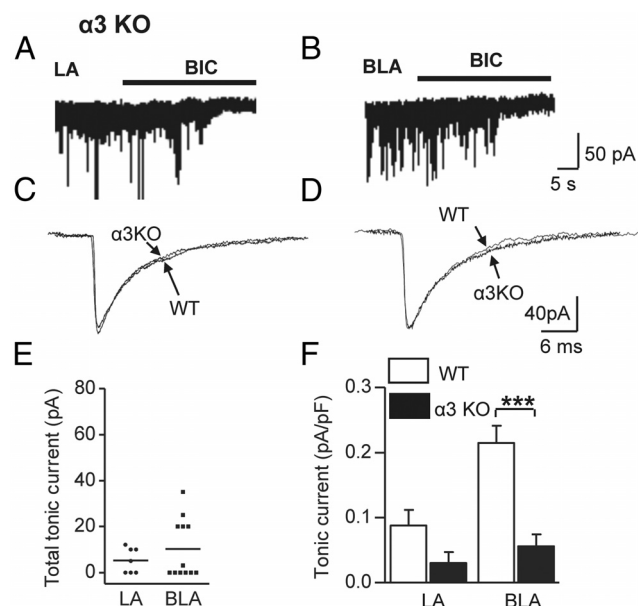 α3 KO
A
LA
BIC
B
BLA
BIC
50 pA
5 s
C
α3KO
WT
D
WT
α3KO
40pA
6 ms
E
Total tonic current (pA)
80
60
40
20
0
LA
BLA
F
WT
α3 KO
***
Tonic current (pA/pF)
0.3
0.2
0.1
0.0
LA
BLA